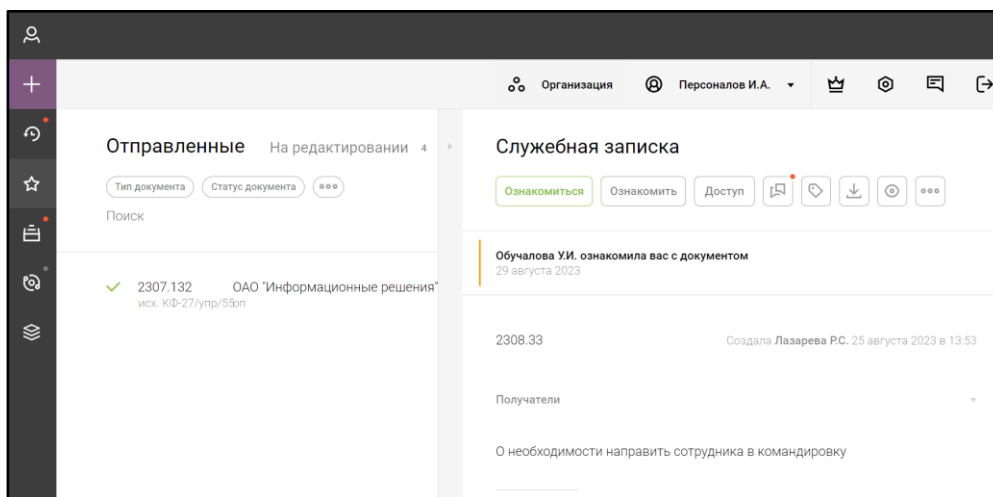 Организация
Персоналов И.А.
Отправленные На редактировании 4
Тип документа Статус документа
Поиск
2307.132 ОАО "Информационные решения"
исх. КФ-27/упр/55оп
Служебная записка
Ознакомиться Ознакомить Доступ
Обучалова У.И. ознакомила вас с документом
29 августа 2023
2308.33 Создала Лазарева Р.С. 25 августа 2023 в 13:53
Получатели
О необходимости направить сотрудника в командировку